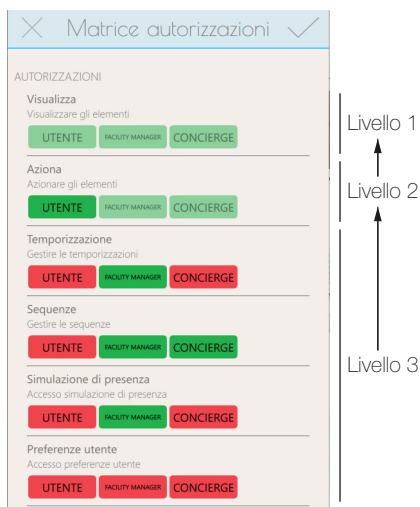 Matrice autorizzazioni
AUTORIZZAZIONI
Visualizza
Visualizzare gli elementi
UTENTE FACILITY MANAGER CONCIERGE
Aziona
Azionare gli elementi
UTENTE FACILITY MANAGER CONCIERGE
Temporizzazione
Gestire le temporizzazioni
UTENTE FACILITY MANAGER CONCIERGE
Sequenze
Gestire le sequenze
UTENTE FACILITY MANAGER CONCIERGE
Simulazione di presenza
Accesso simulazione di presenza
UTENTE FACILITY MANAGER CONCIERGE
Preferenze utente
Accesso preferenze utente
UTENTE FACILITY MANAGER CONCIERGE
Livello 1
Livello 2
Livello 3